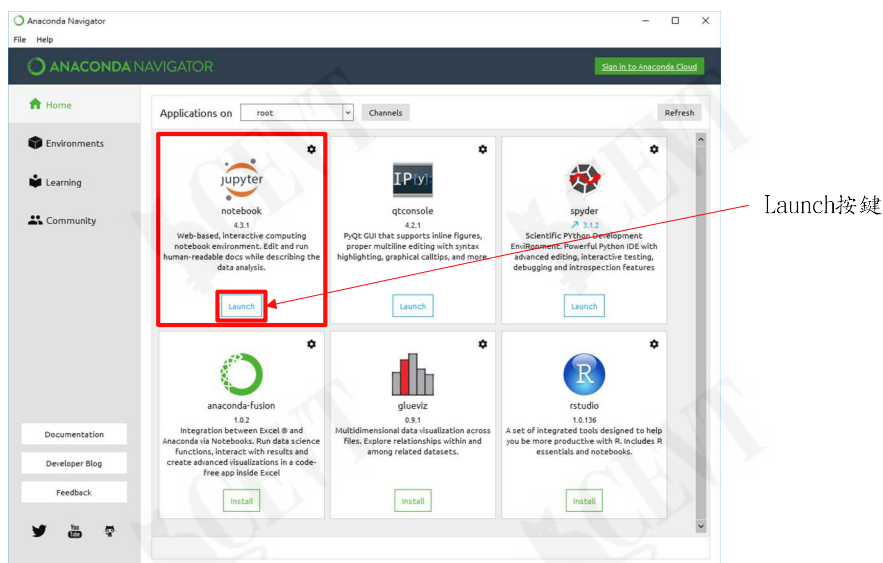 Anaconda Navigator
File Help
ANACONDA NAVIGATOR
Sign in to Anaconda Cloud
Home
Environments
Learning
Community
Applications on root Channels Refresh
jupyter
notebook
4.3.1
Web-based, interactive computing
notebook environment. Edit and run
human-readable docs while describing the
data analysis.
Launch
IP[y]:
qtconsole
4.2.1
PyQt GUI that supports inline figures,
proper multiline editing with syntax
highlighting, graphical calltips, and more.
Launch
spyder
3.1.2
Scientific PYthon Development
EnviRonment. Powerful Python IDE with
advanced editing, interactive testing,
debugging and introspection features
Launch
Launch按鍵
anaconda-fusion
1.0.2
Integration between Excel ® and
Anaconda via Notebooks. Run data science
functions, interact with results and
create advanced visualizations in a code-
free app inside Excel
Install
glueviz
0.9.1
Multidimensional data visualization across
files. Explore relationships within and
among related datasets.
Install
R
rstudio
1.0.136
A set of integrated tools designed to help
you be more productive with R. Includes R
essentials and notebooks.
Install
Documentation
Developer Blog
Feedback
You
Tube